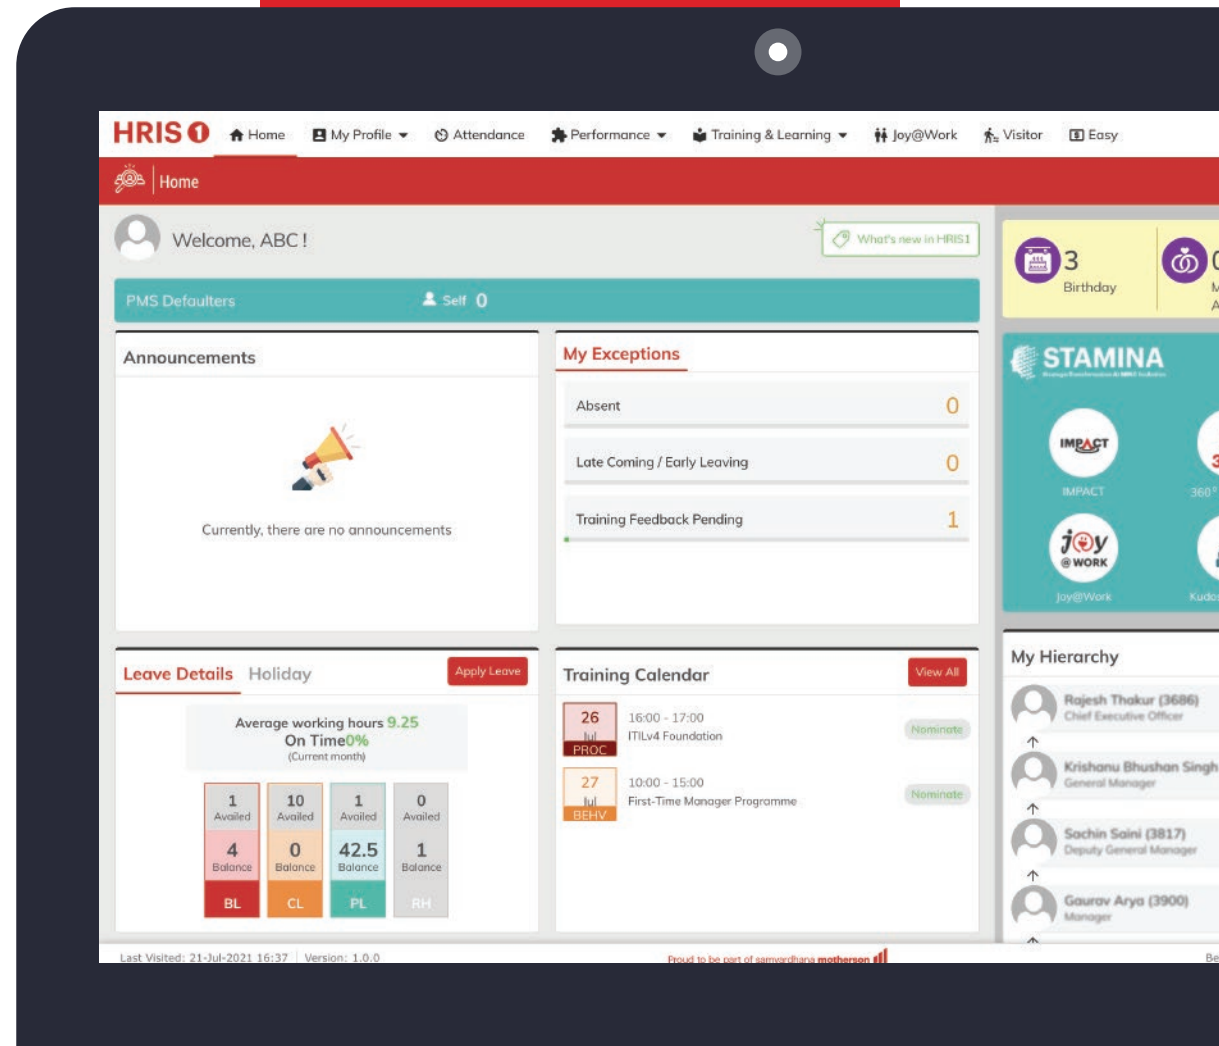 HRIS 1
Home
My Profile
Attendance
Performance
Training & Learning
Joy@Work
Visitor
Easy
Home
Welcome, ABC !
What's new in HRIS1
3
Birthday
PMS Defaulters
Self 0
Announcements
Currently, there are no announcements
My Exceptions
Absent 0
Late Coming / Early Leaving 0
Training Feedback Pending 1
STAMINA
IMPACT
IMPACT
360°
joy
@ WORK
Joy@Work
Leave Details
Holiday
Apply Leave
Average working hours 9.25
On Time0%
(Current month)
1 10 1 0
Availed Availed Availed Availed
4 0 42.5 1
Balance Balance Balance Balance
BL CL PL RH
Training Calendar
View All
26
Jul
PROC
16:00 - 17:00
ITILv4 Foundation
Nominate
27
Jul
BEHV
10:00 - 15:00
First-Time Manager Programme
Nominate
My Hierarchy
Rajesh Thakur (3686)
Chief Executive Officer
Krishanu Bhushan Singh
General Manager
Sachin Saini (3817)
Deputy General Manager
Gaurav Arya (3900)
Manager
Last Visited: 21-Jul-2021 16:37 | Version: 1.0.0
Proud to be part of samvardhana motherson